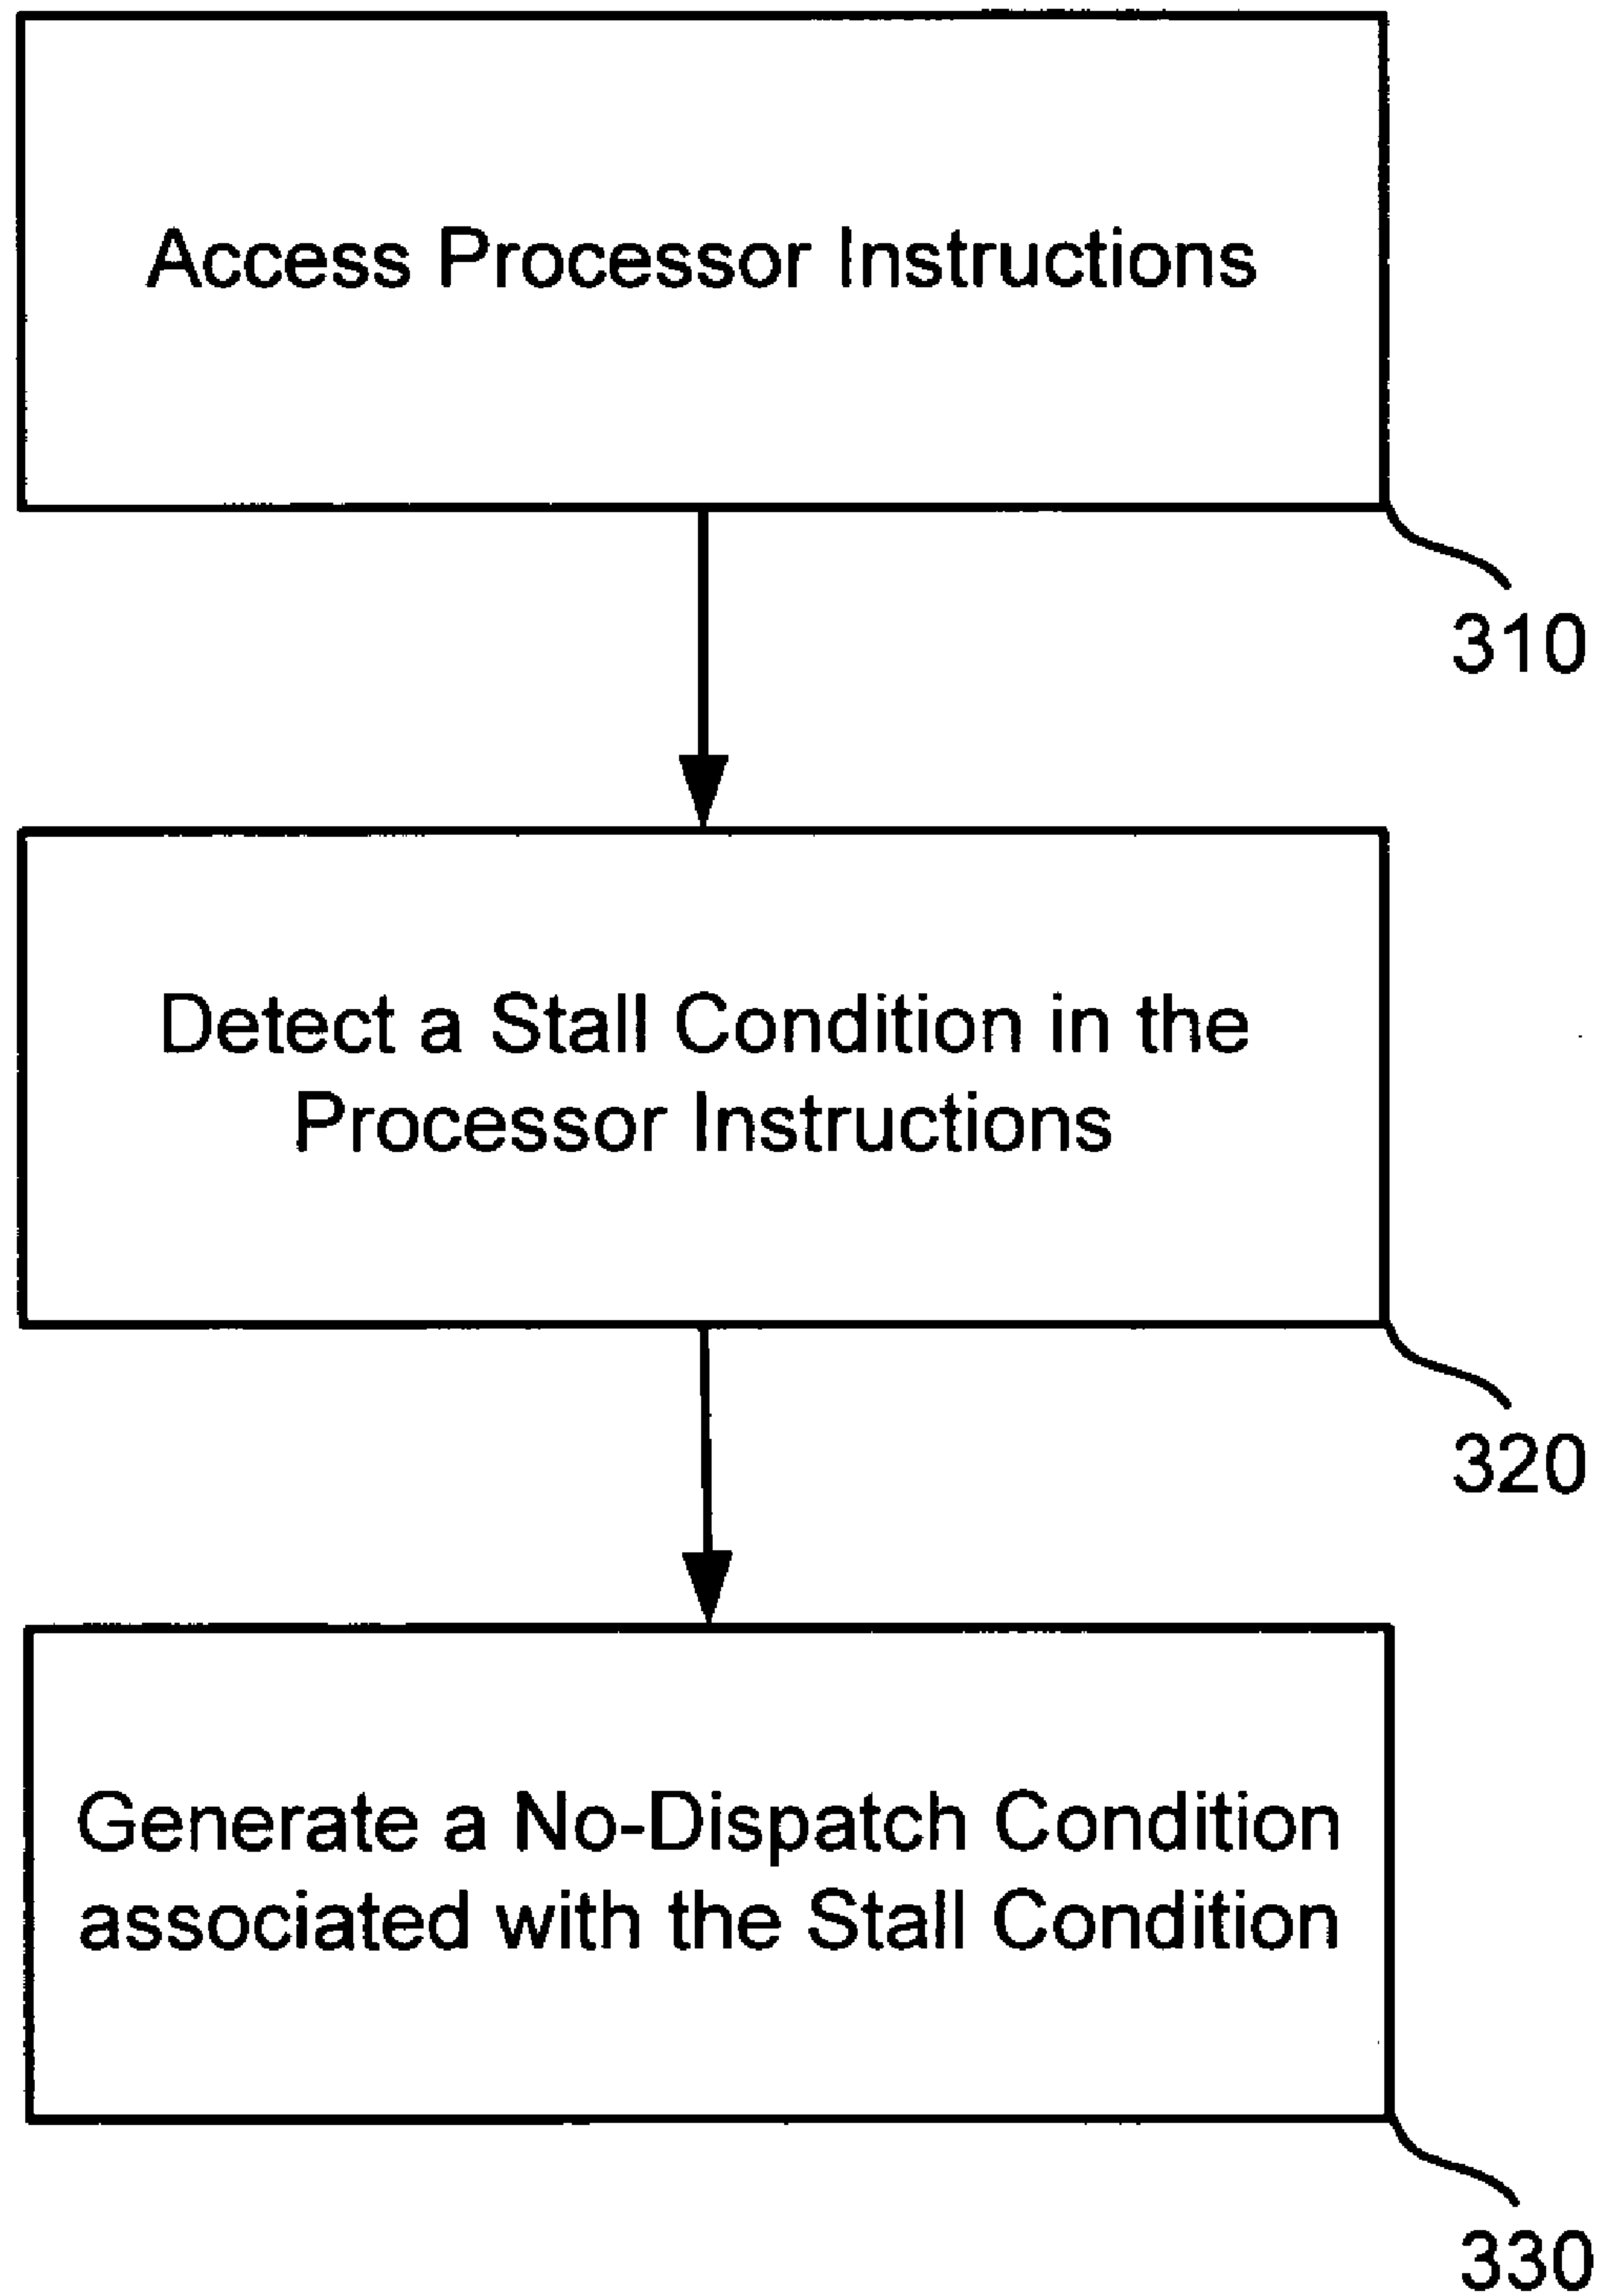 Access Processor Instructions
310
Detect a Stall Condition in the
Processor Instructions
320
Generate a No-Dispatch Condition
associated with the Stall Condition
330